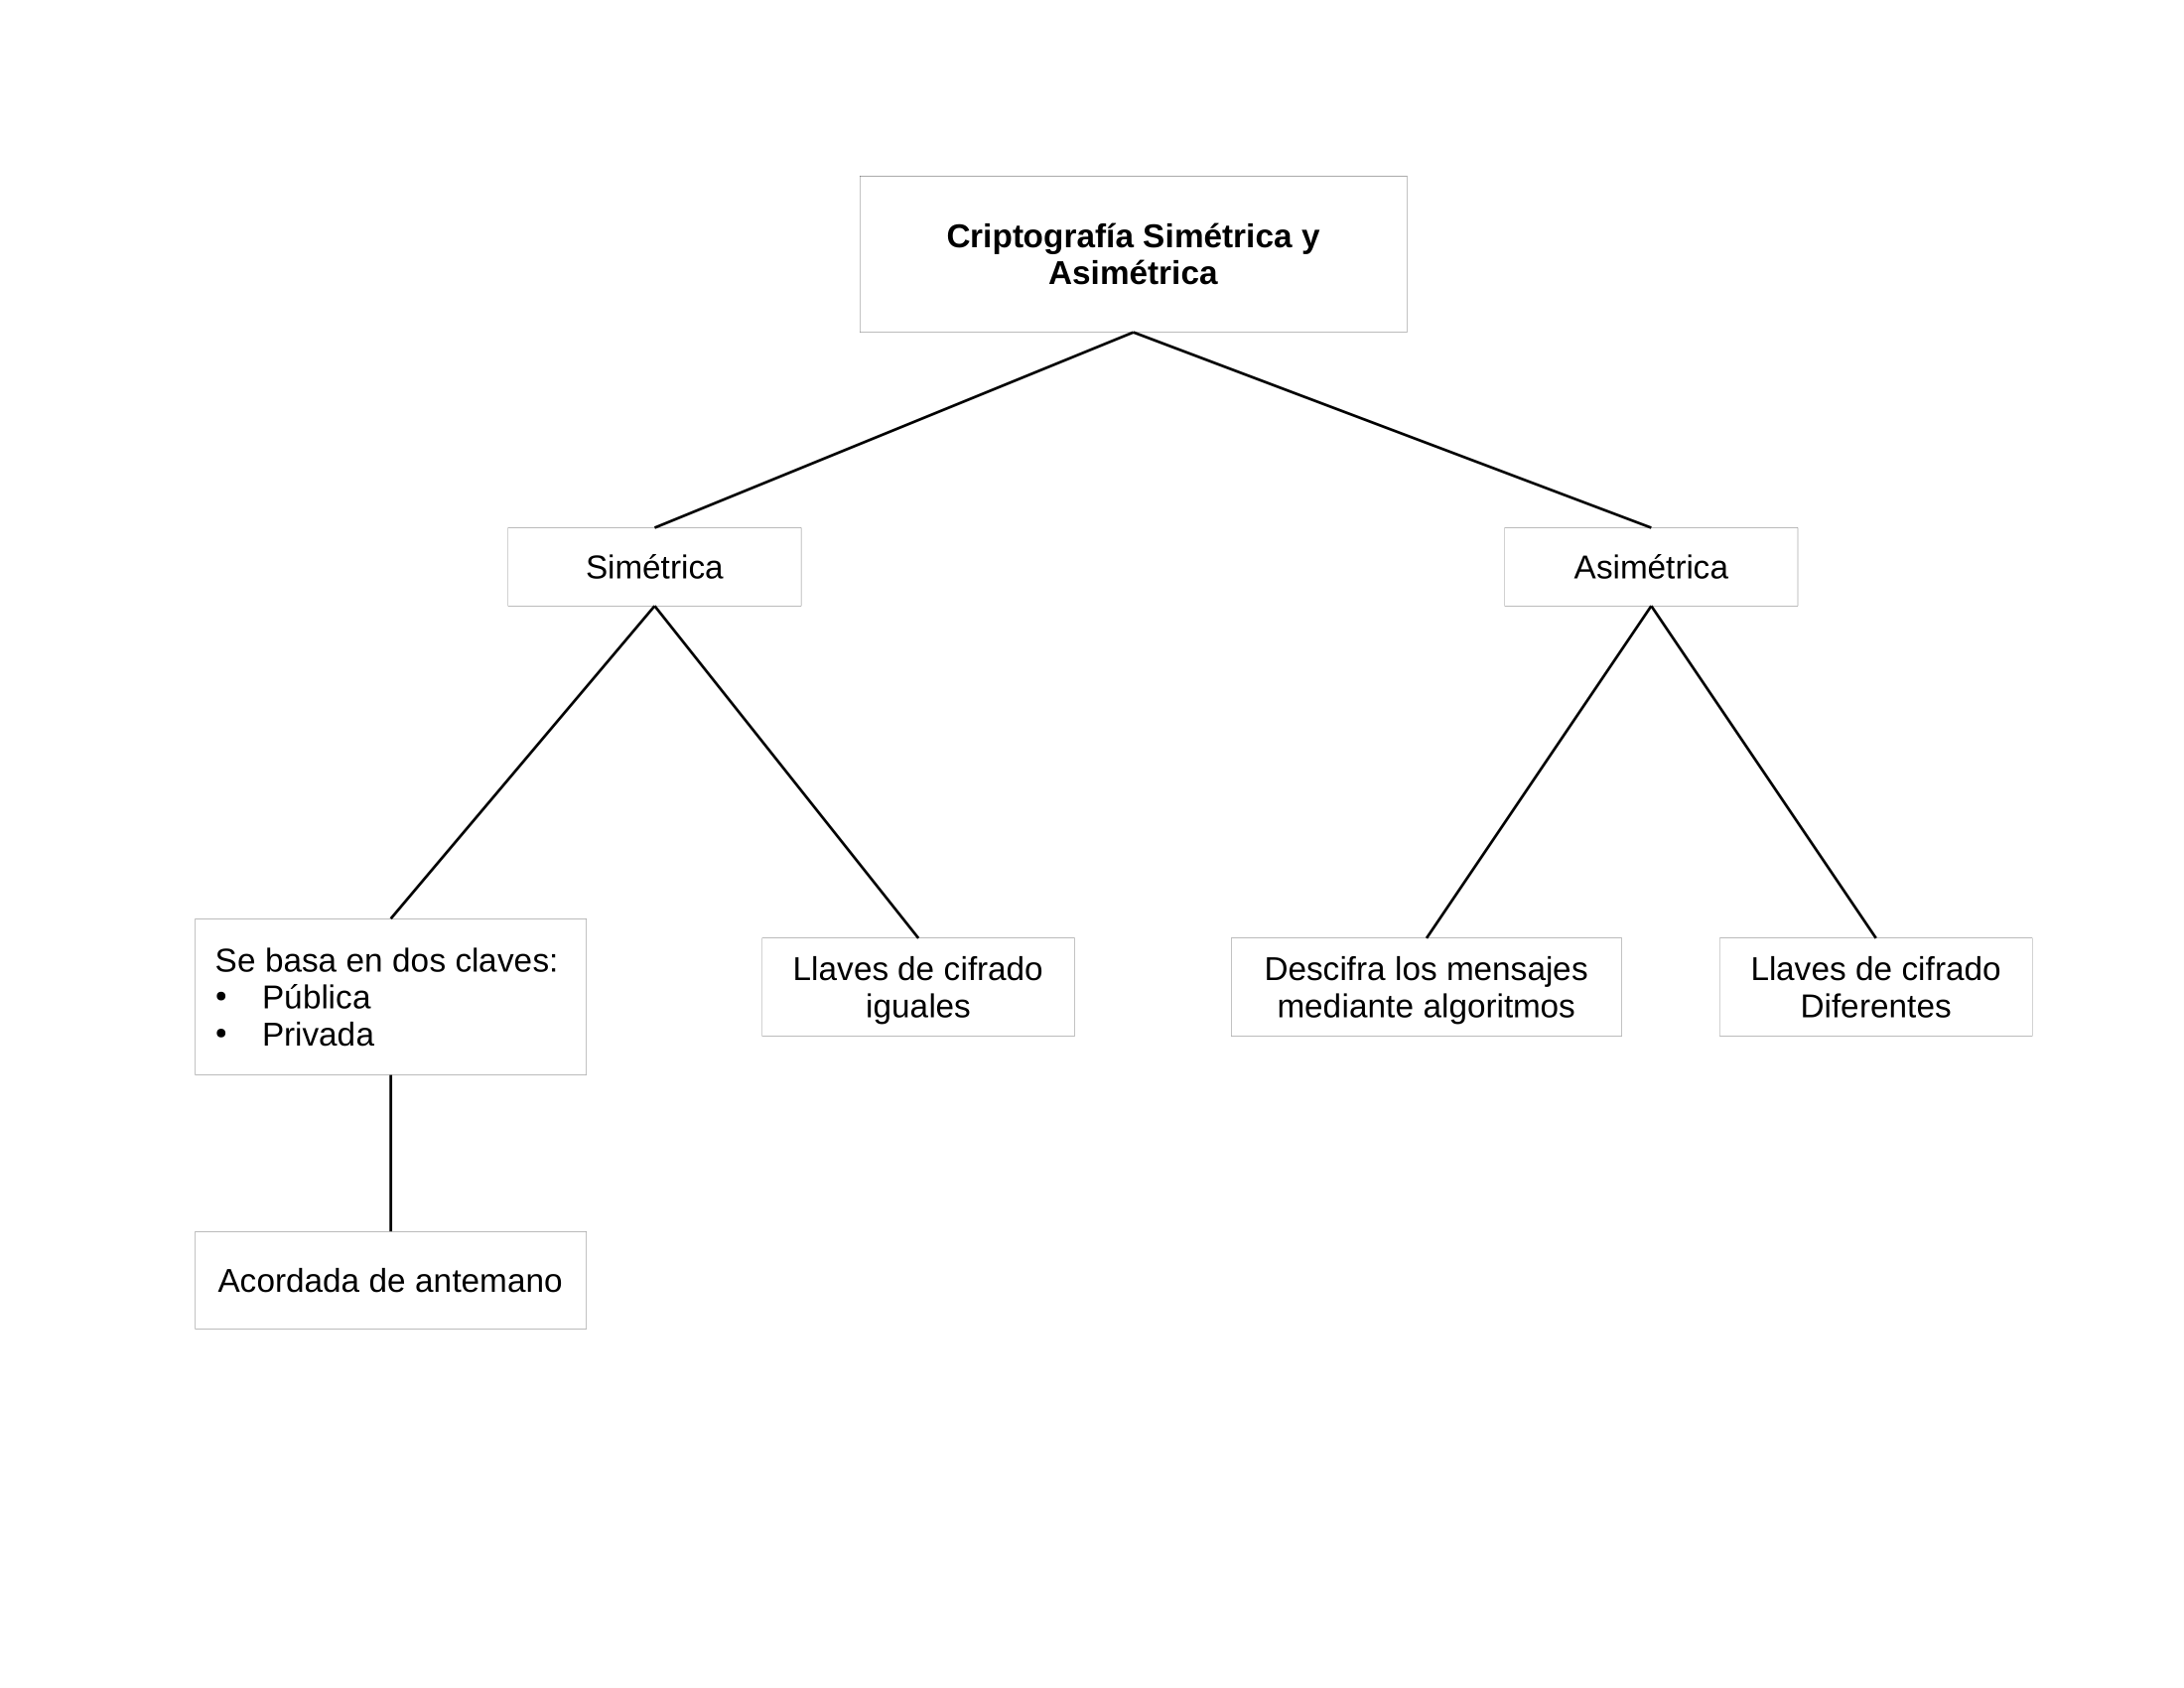 Criptografía Simétrica y
Asimétrica
Simétrica
Asimétrica
Se basa en dos claves:
• Pública
• Privada
Llaves de cifrado
iguales
Descifra los mensajes
mediante algoritmos
Llaves de cifrado
Diferentes
Acordada de antemano